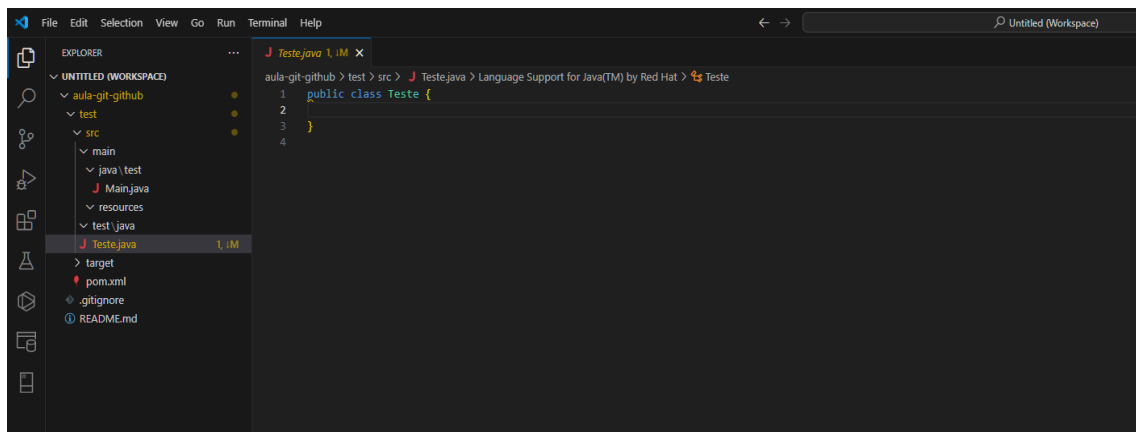 File Edit Selection View Go Run Terminal Help
Untitled (Workspace)
EXPLORER
UNTITLED (WORKSPACE)
aula-git-github
test
src
main
java\test
J Main.java
resources
test\java
J Teste.java 1, ↓M
target
pom.xml
.gitignore
README.md
J Teste.java 1, ↓M
aula-git-github > test > src > J Teste.java > Language Support for Java(TM) by Red Hat > Teste
1 public class Teste {
2
3 }
4